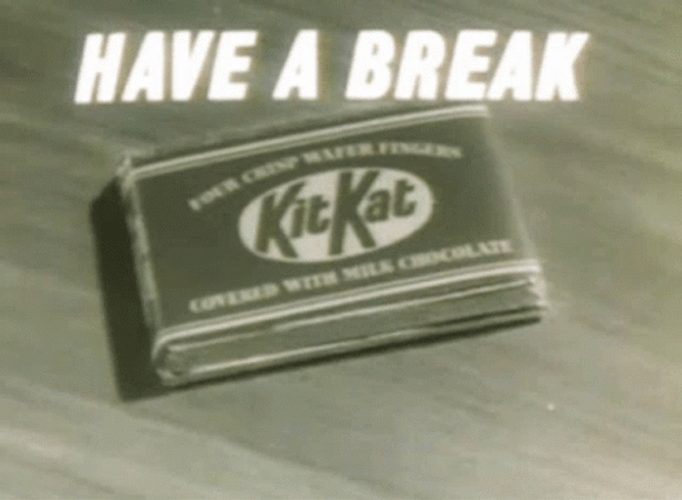 HAVE A BREAK
FOUR CRISP WAFER FINGERS
KitKat
COVERED WITH MILK CHOCOLATE